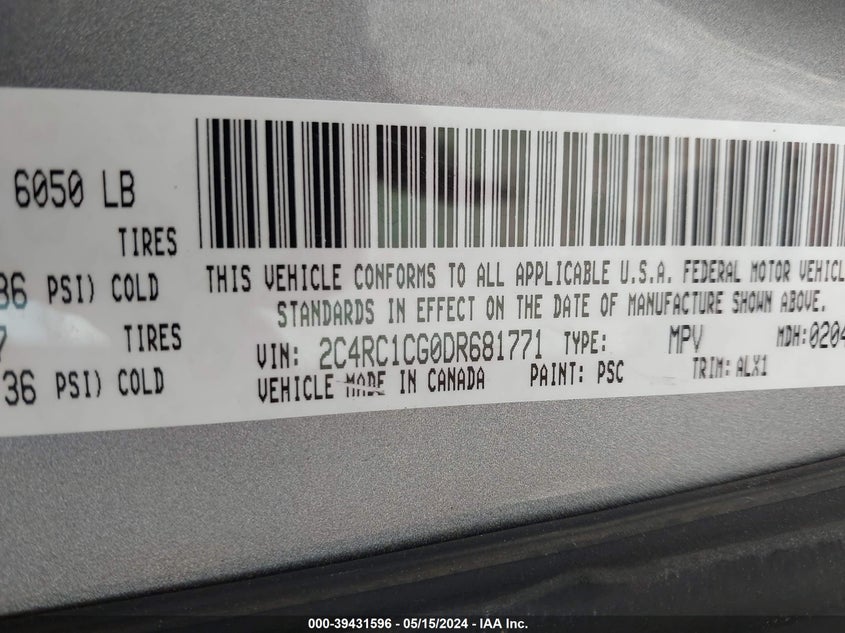 6050 LB
TIRES
36 PSI) COLD
TIRES
36 PSI) COLD
THIS VEHICLE CONFORMS TO ALL APPLICABLE U.S.A. FEDERAL MOTOR VEHICL
STANDARDS IN EFFECT ON THE DATE OF MANUFACTURE SHOWN ABOVE.
VIN: 2C4RC1CG0DR681771 TYPE: MPV MDH:0204
VEHICLE MADE IN CANADA PAINT: PSC TRIM: ALX1
000-39431596 - 05/15/2024 - IAA Inc.